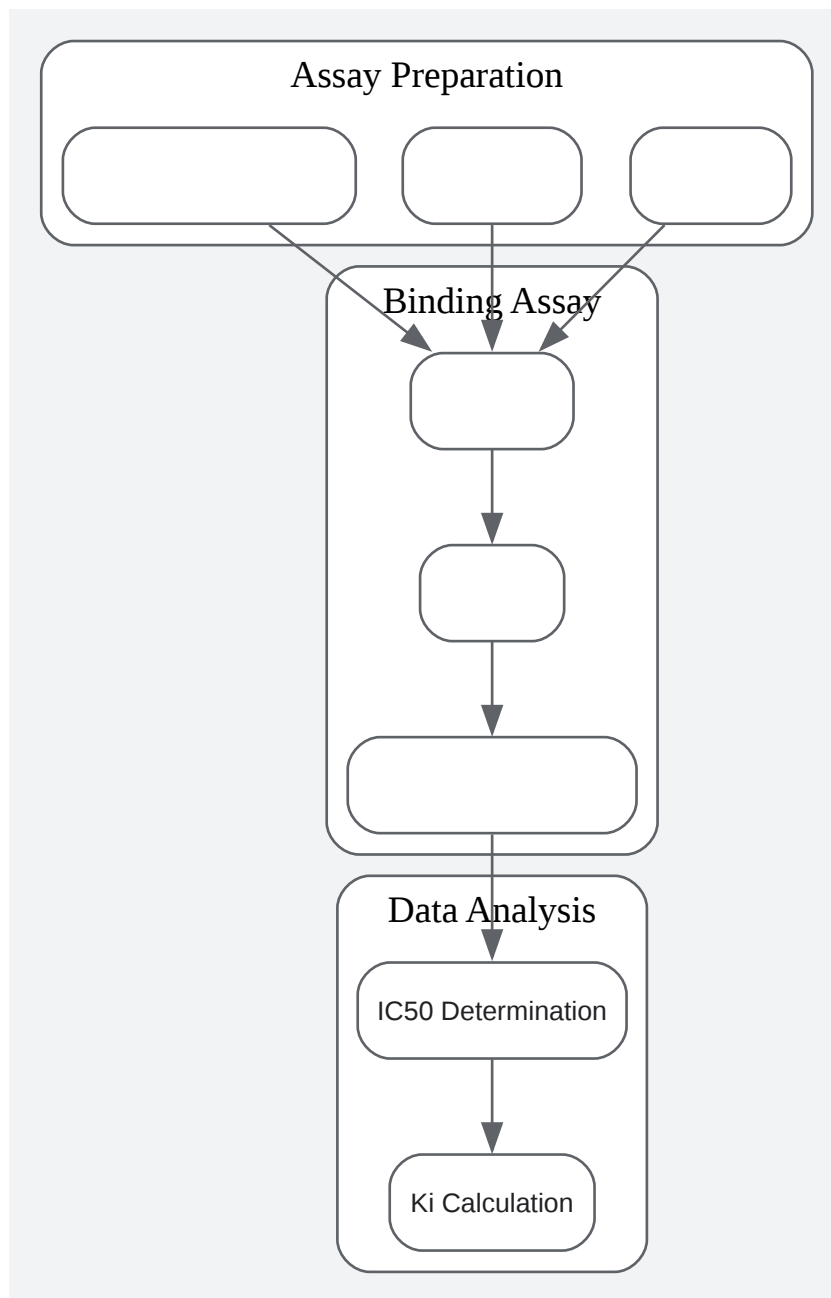 Assay Preparation
Binding Assay
Data Analysis
IC50 Determination
Ki Calculation